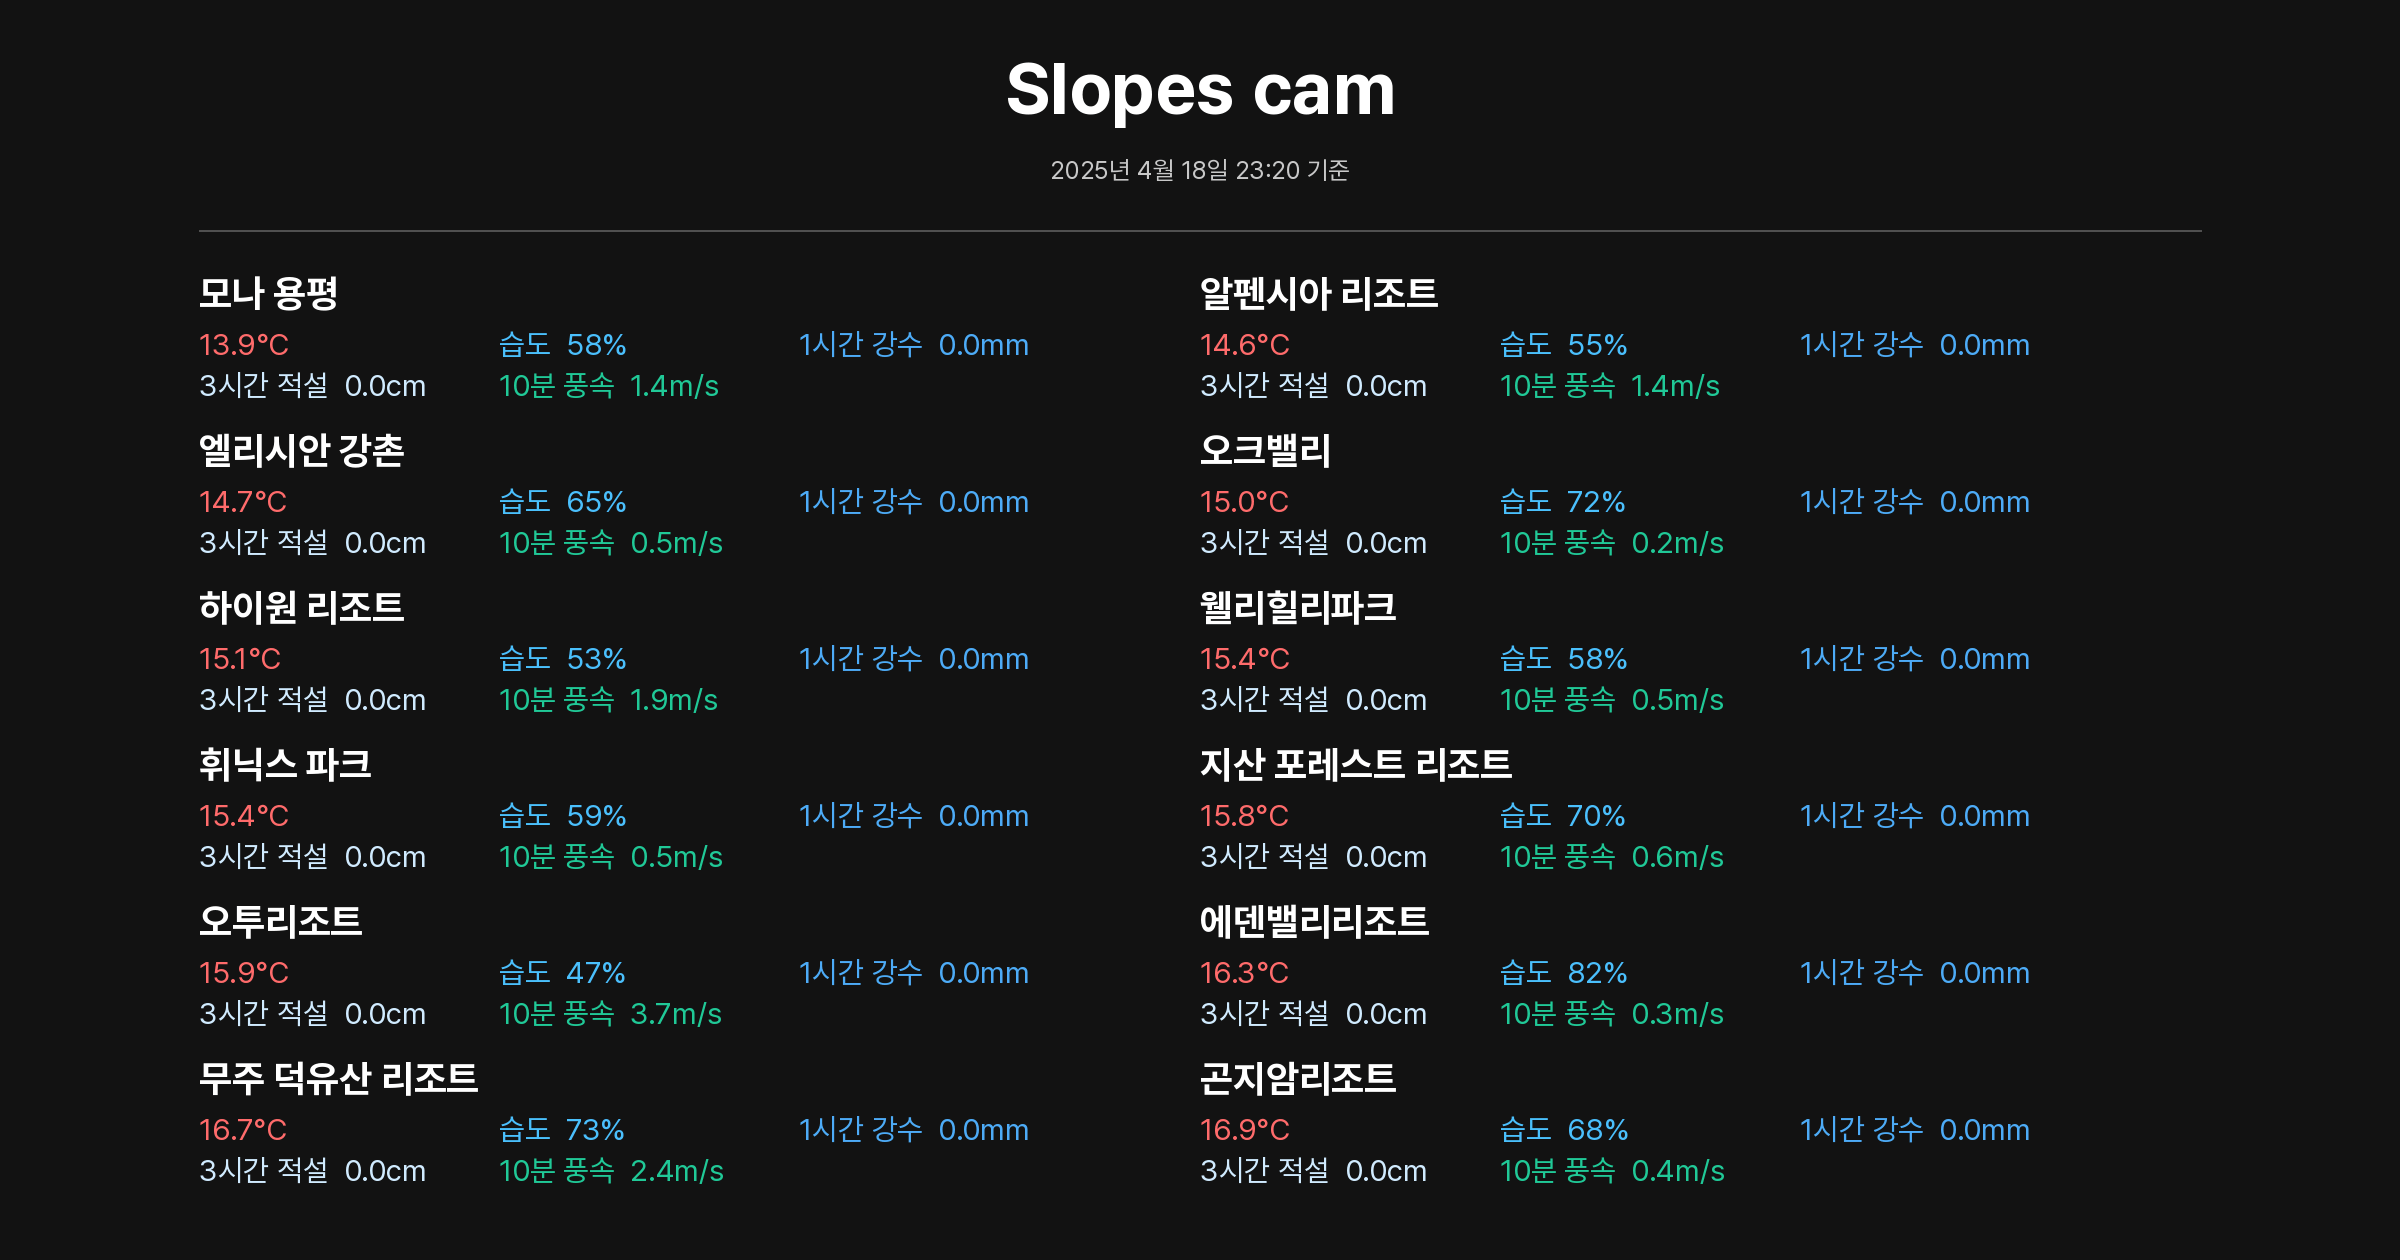 Slopes cam
2025년 4월 18일 23:20 기준
모나 용평
13.9°C 습도 58% 1시간 강수 0.0mm
3시간 적설 0.0cm 10분 풍속 1.4m/s
알펜시아 리조트
14.6°C 습도 55% 1시간 강수 0.0mm
3시간 적설 0.0cm 10분 풍속 1.4m/s
엘리시안 강촌
14.7°C 습도 65% 1시간 강수 0.0mm
3시간 적설 0.0cm 10분 풍속 0.5m/s
오크밸리
15.0°C 습도 72% 1시간 강수 0.0mm
3시간 적설 0.0cm 10분 풍속 0.2m/s
하이원 리조트
15.1°C 습도 53% 1시간 강수 0.0mm
3시간 적설 0.0cm 10분 풍속 1.9m/s
웰리힐리파크
15.4°C 습도 58% 1시간 강수 0.0mm
3시간 적설 0.0cm 10분 풍속 0.5m/s
휘닉스 파크
15.4°C 습도 59% 1시간 강수 0.0mm
3시간 적설 0.0cm 10분 풍속 0.5m/s
지산 포레스트 리조트
15.8°C 습도 70% 1시간 강수 0.0mm
3시간 적설 0.0cm 10분 풍속 0.6m/s
오투리조트
15.9°C 습도 47% 1시간 강수 0.0mm
3시간 적설 0.0cm 10분 풍속 3.7m/s
에덴밸리리조트
16.3°C 습도 82% 1시간 강수 0.0mm
3시간 적설 0.0cm 10분 풍속 0.3m/s
무주 덕유산 리조트
16.7°C 습도 73% 1시간 강수 0.0mm
3시간 적설 0.0cm 10분 풍속 2.4m/s
곤지암리조트
16.9°C 습도 68% 1시간 강수 0.0mm
3시간 적설 0.0cm 10분 풍속 0.4m/s